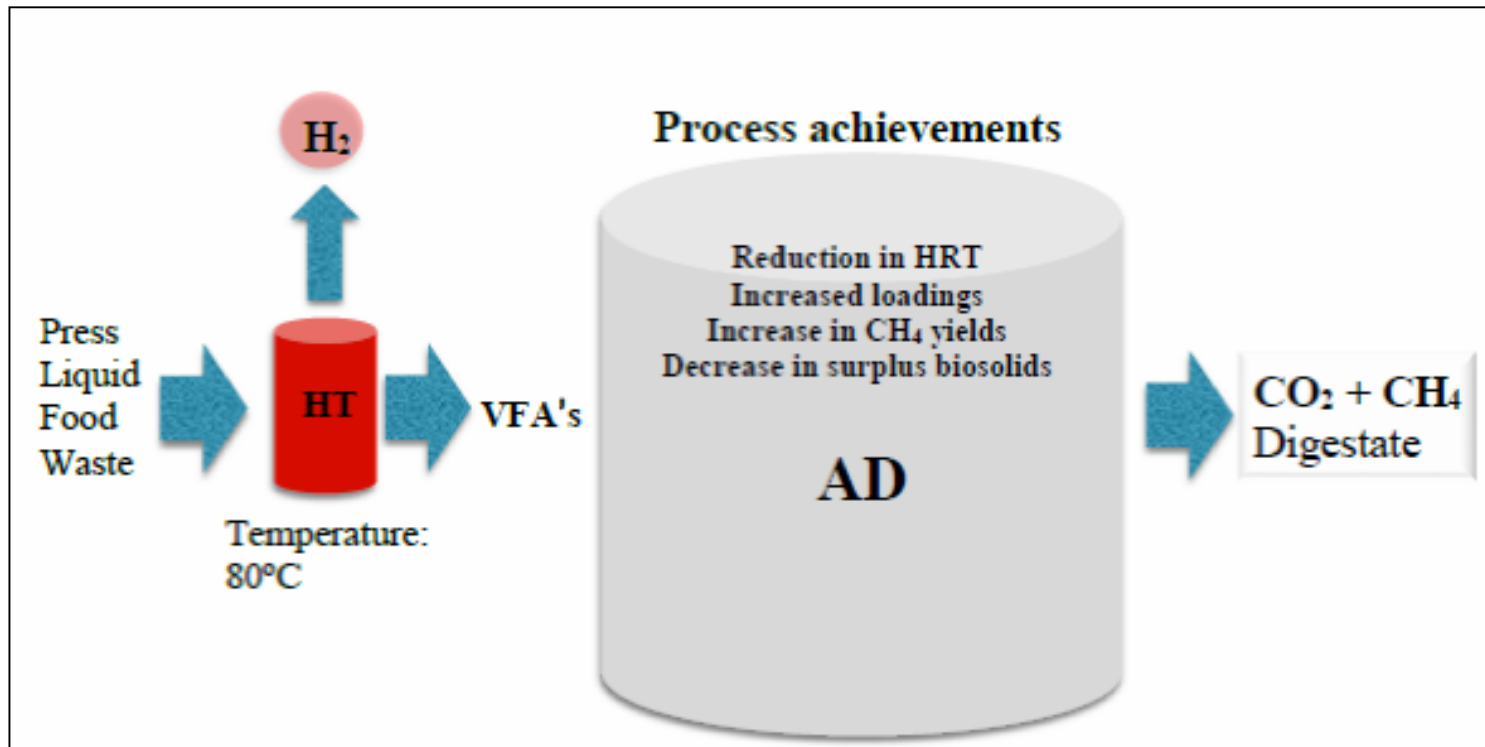 H₂
Process achievements
Reduction in HRT
Increased loadings
Increase in CH₄ yields
Decrease in surplus biosolids
Press
Liquid
Food
Waste
HT
VFA's
AD
CO₂ + CH₄
Digestate
Temperature:
80ºC